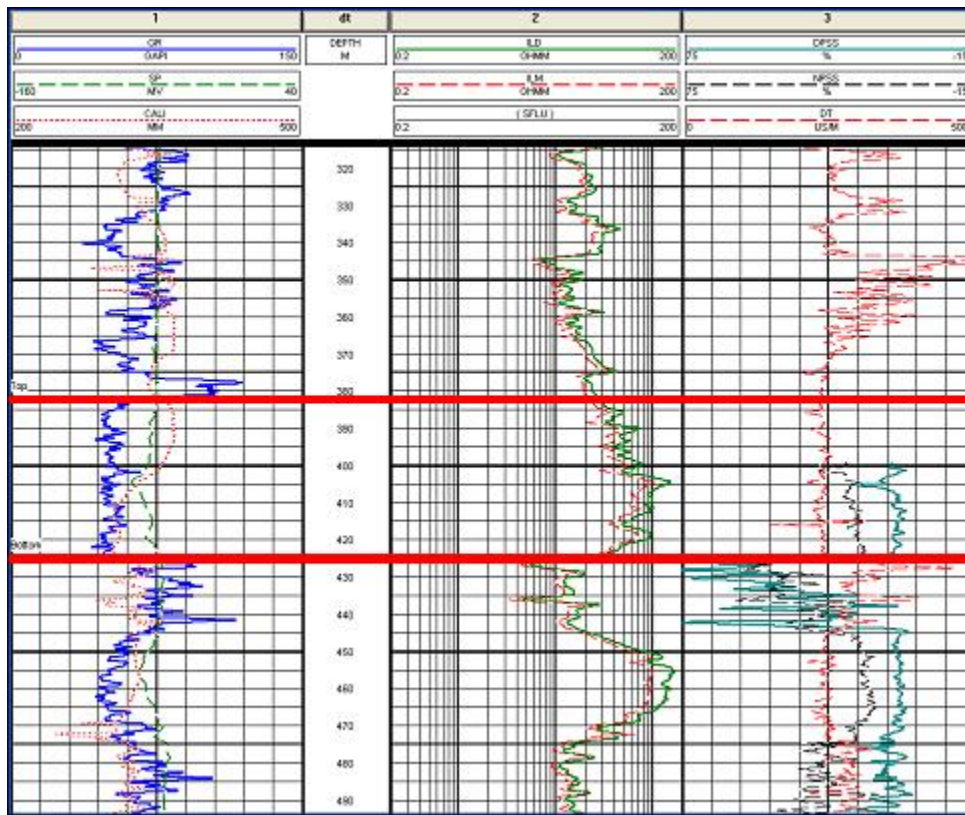 1 dt 2 3
GR DEPTH ILD DPSS
0 GAPI 150 M 0.2 OHMM 200 75 % -15
SP ILM NPSS
-160 MV 40 0.2 OHMM 200 75 % -15
CALI (SFLU) DT
200 MM 500 0.2 200 0 US/M 500
320
330
340
350
360
370
Top
380
390
400
410
420
Bottom
430
440
450
460
470
480
490